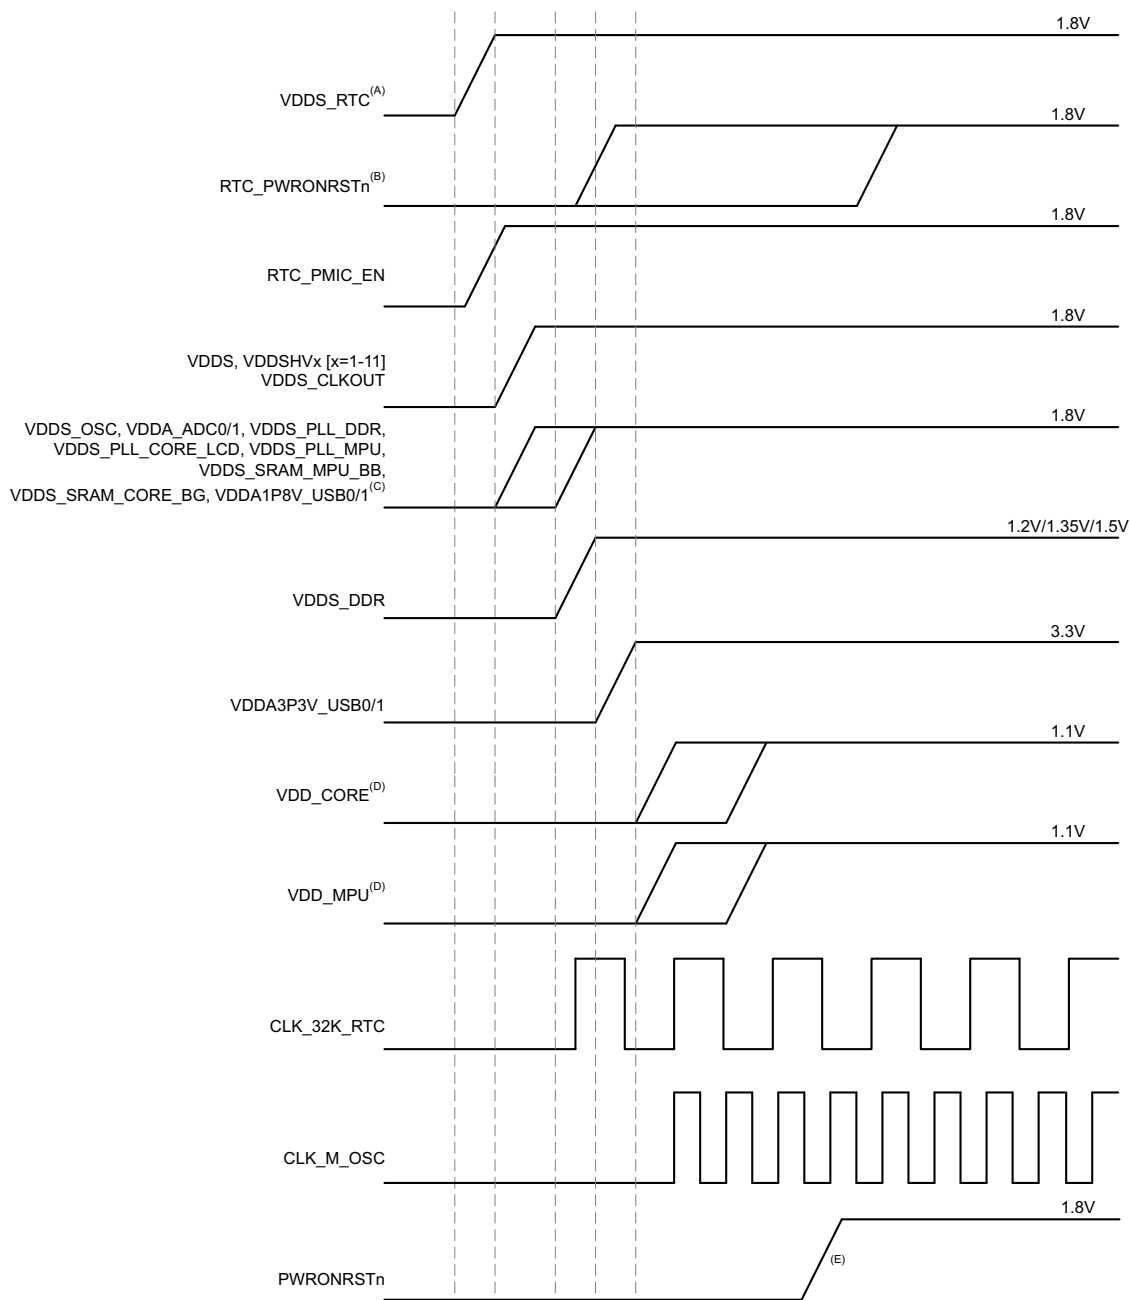 1.8V
VDDS_RTC(A)
1.8V
RTC_PWRONRSTn(B)
1.8V
RTC_PMIC_EN
1.8V
VDDS, VDDSHVx [x=1-11]
VDDS_CLKOUT
1.8V
VDDS_OSC, VDDA_ADC0/1, VDDS_PLL_DDR,
VDDS_PLL_CORE_LCD, VDDS_PLL_MPU,
VDDS_SRAM_MPU_BB,
VDDS_SRAM_CORE_BG, VDDA1P8V_USB0/1(C)
1.2V/1.35V/1.5V
VDDS_DDR
3.3V
VDDA3P3V_USB0/1
1.1V
VDD_CORE(D)
1.1V
VDD_MPU(D)
CLK_32K_RTC
CLK_M_OSC
1.8V
(E)
PWRONRSTn